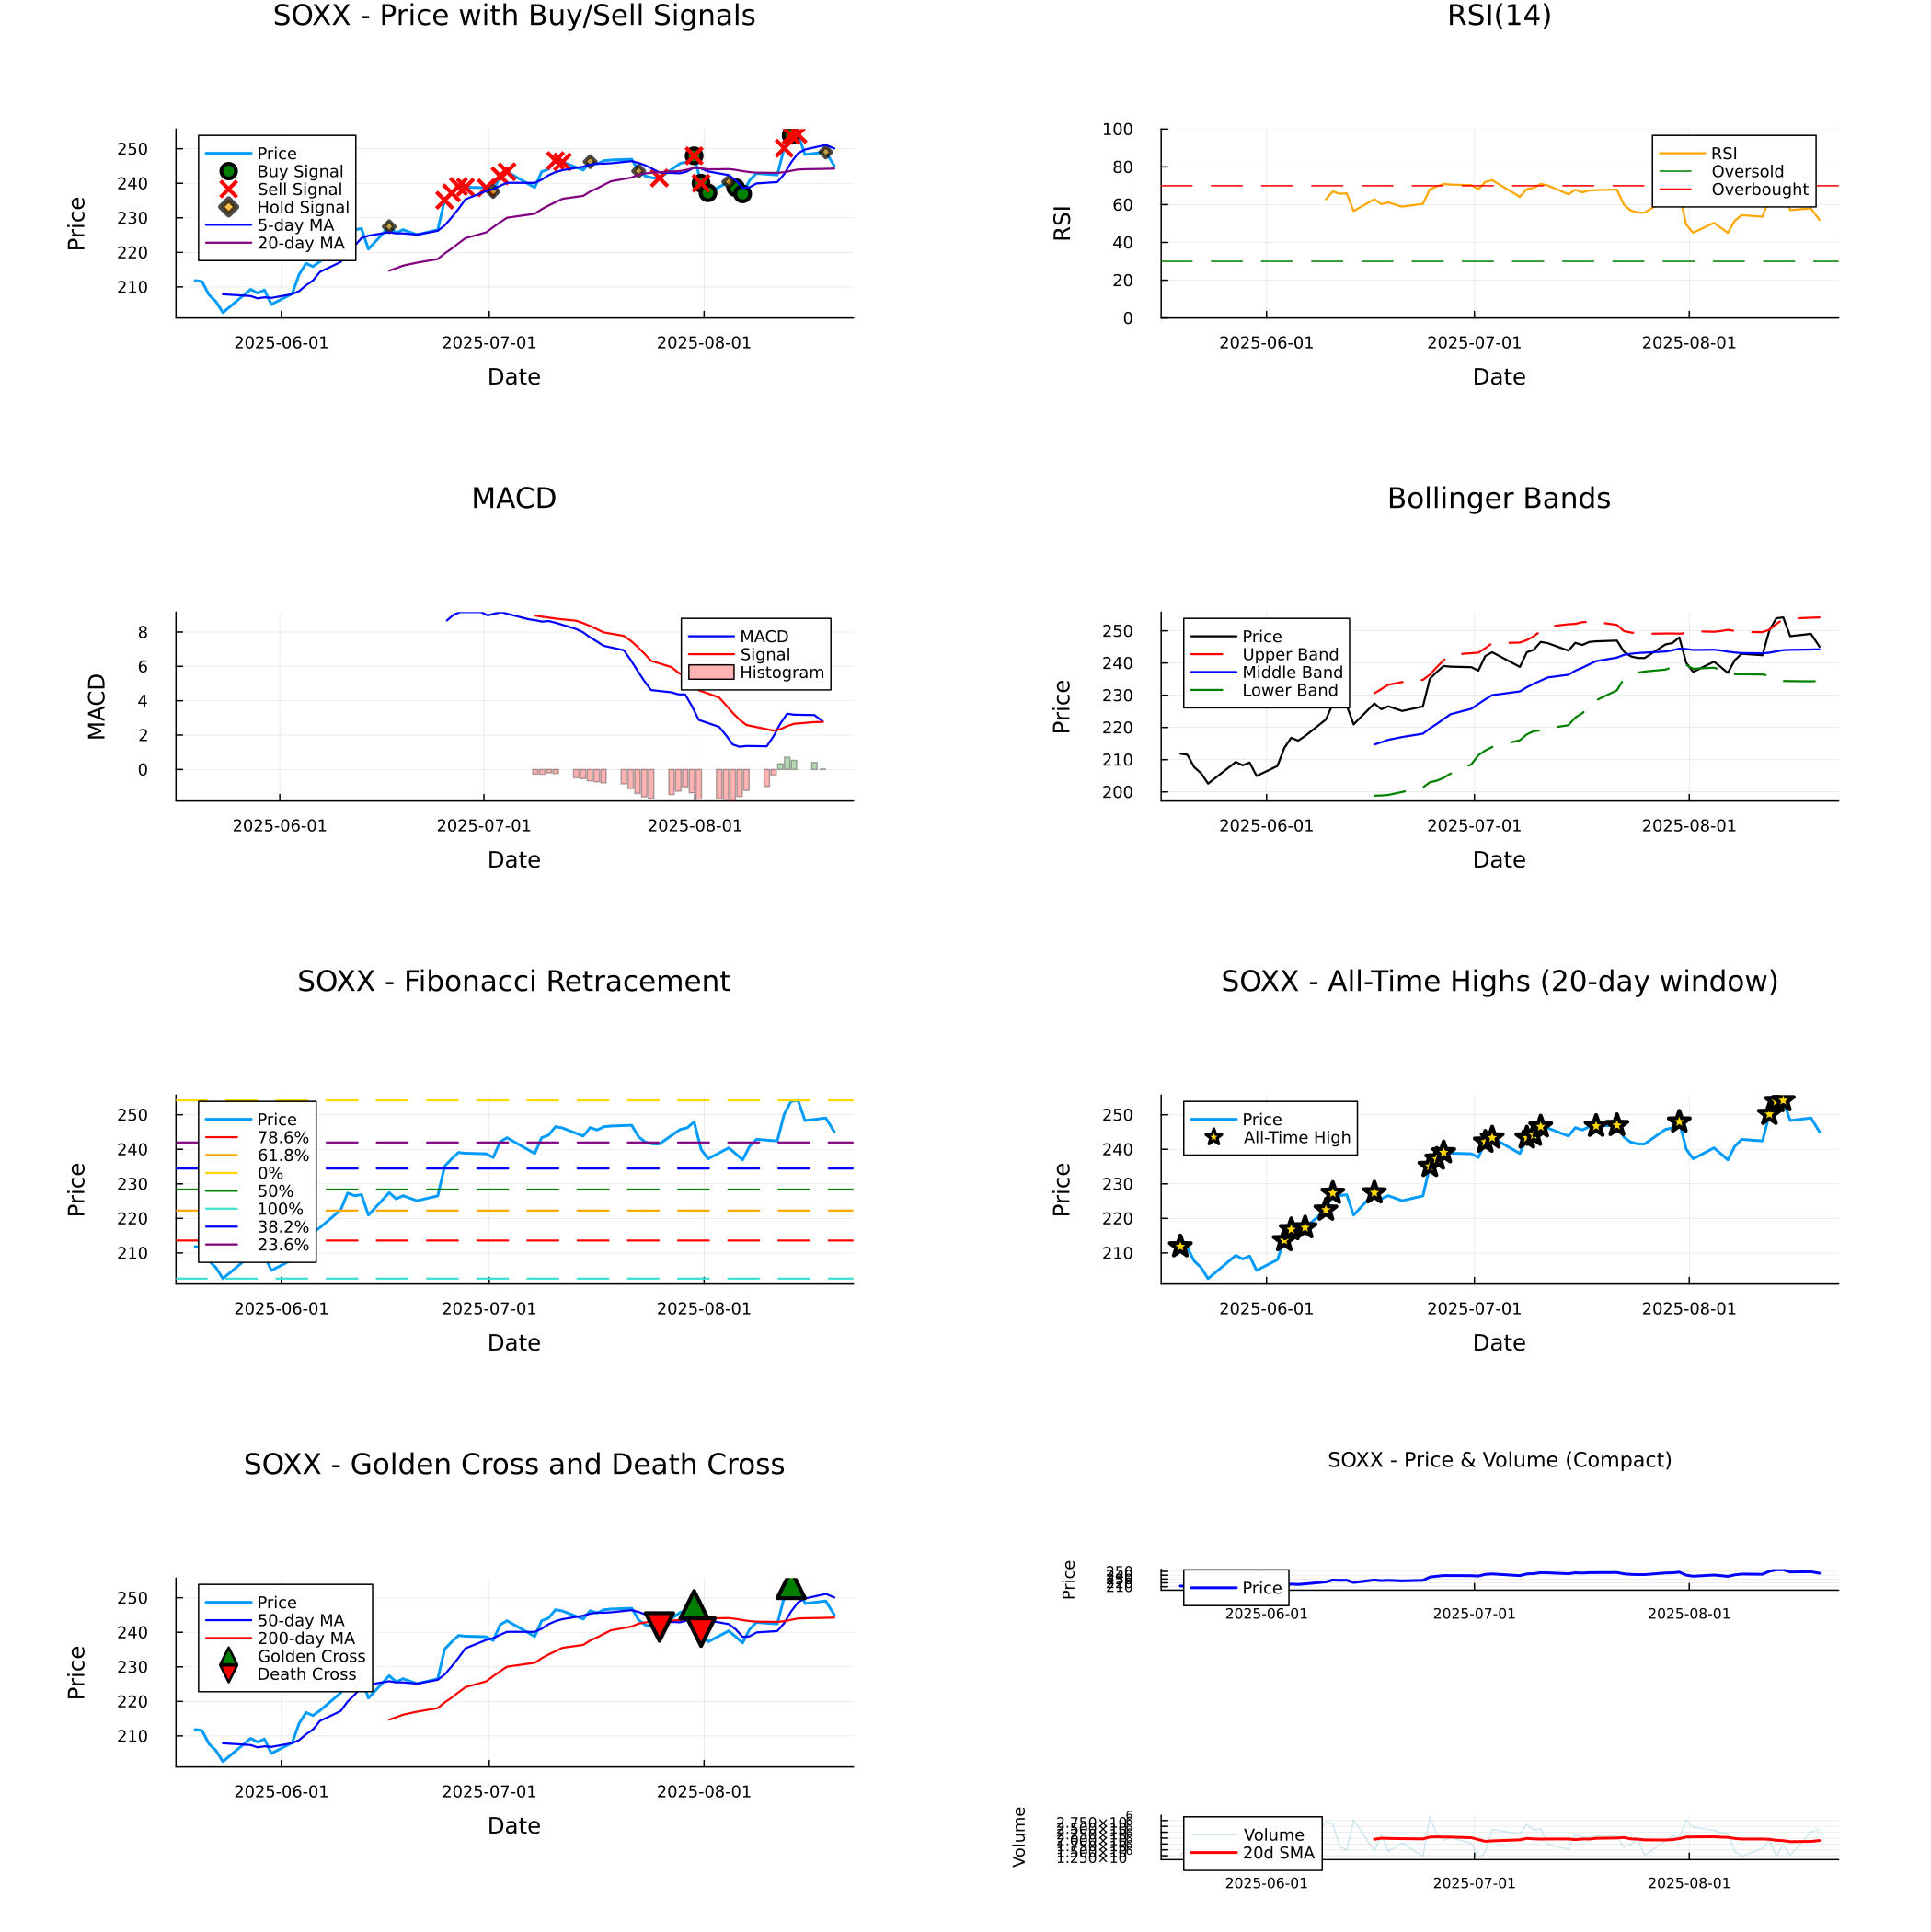 SOXX - Price with Buy/Sell Signals
Price
250
240
230
220
210
Price
Buy Signal
Sell Signal
Hold Signal
5-day MA
20-day MA
2025-06-01 2025-07-01 2025-08-01
Date
RSI(14)
RSI
100
80
60
40
20
0
RSI
Oversold
Overbought
2025-06-01 2025-07-01 2025-08-01
Date
MACD
MACD
8
6
4
2
0
MACD
Signal
Histogram
2025-06-01 2025-07-01 2025-08-01
Date
Bollinger Bands
Price
250
240
230
220
210
200
Price
Upper Band
Middle Band
Lower Band
2025-06-01 2025-07-01 2025-08-01
Date
SOXX - Fibonacci Retracement
Price
250
240
230
220
210
Price
78.6%
61.8%
0%
50%
100%
38.2%
23.6%
2025-06-01 2025-07-01 2025-08-01
Date
SOXX - All-Time Highs (20-day window)
Price
250
240
230
220
210
Price
All-Time High
2025-06-01 2025-07-01 2025-08-01
Date
SOXX - Golden Cross and Death Cross
Price
250
240
230
220
210
Price
50-day MA
200-day MA
Golden Cross
Death Cross
2025-06-01 2025-07-01 2025-08-01
Date
SOXX - Price & Volume (Compact)
Price
250
210
Price
2025-06-01 2025-07-01 2025-08-01
Volume
Volume
20d SMA
2025-06-01 2025-07-01 2025-08-01